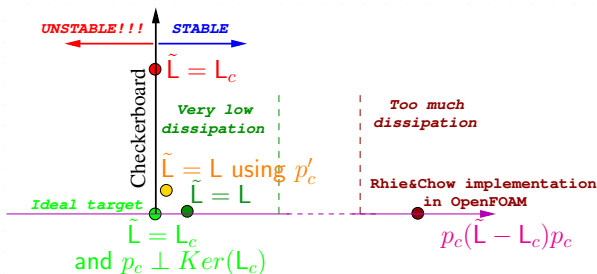 UNSTABLE!!! STABLE
L̃ = L_c
Checkerboard
Very low
dissipation
Too much
dissipation
L̃ = L using p'_c
L̃ = L
Rhie&Chow implementation
in OpenFOAM
Ideal target
L̃ = L_c
and p_c ⊥ Ker(L_c)
p_c(L̃ − L_c)p_c